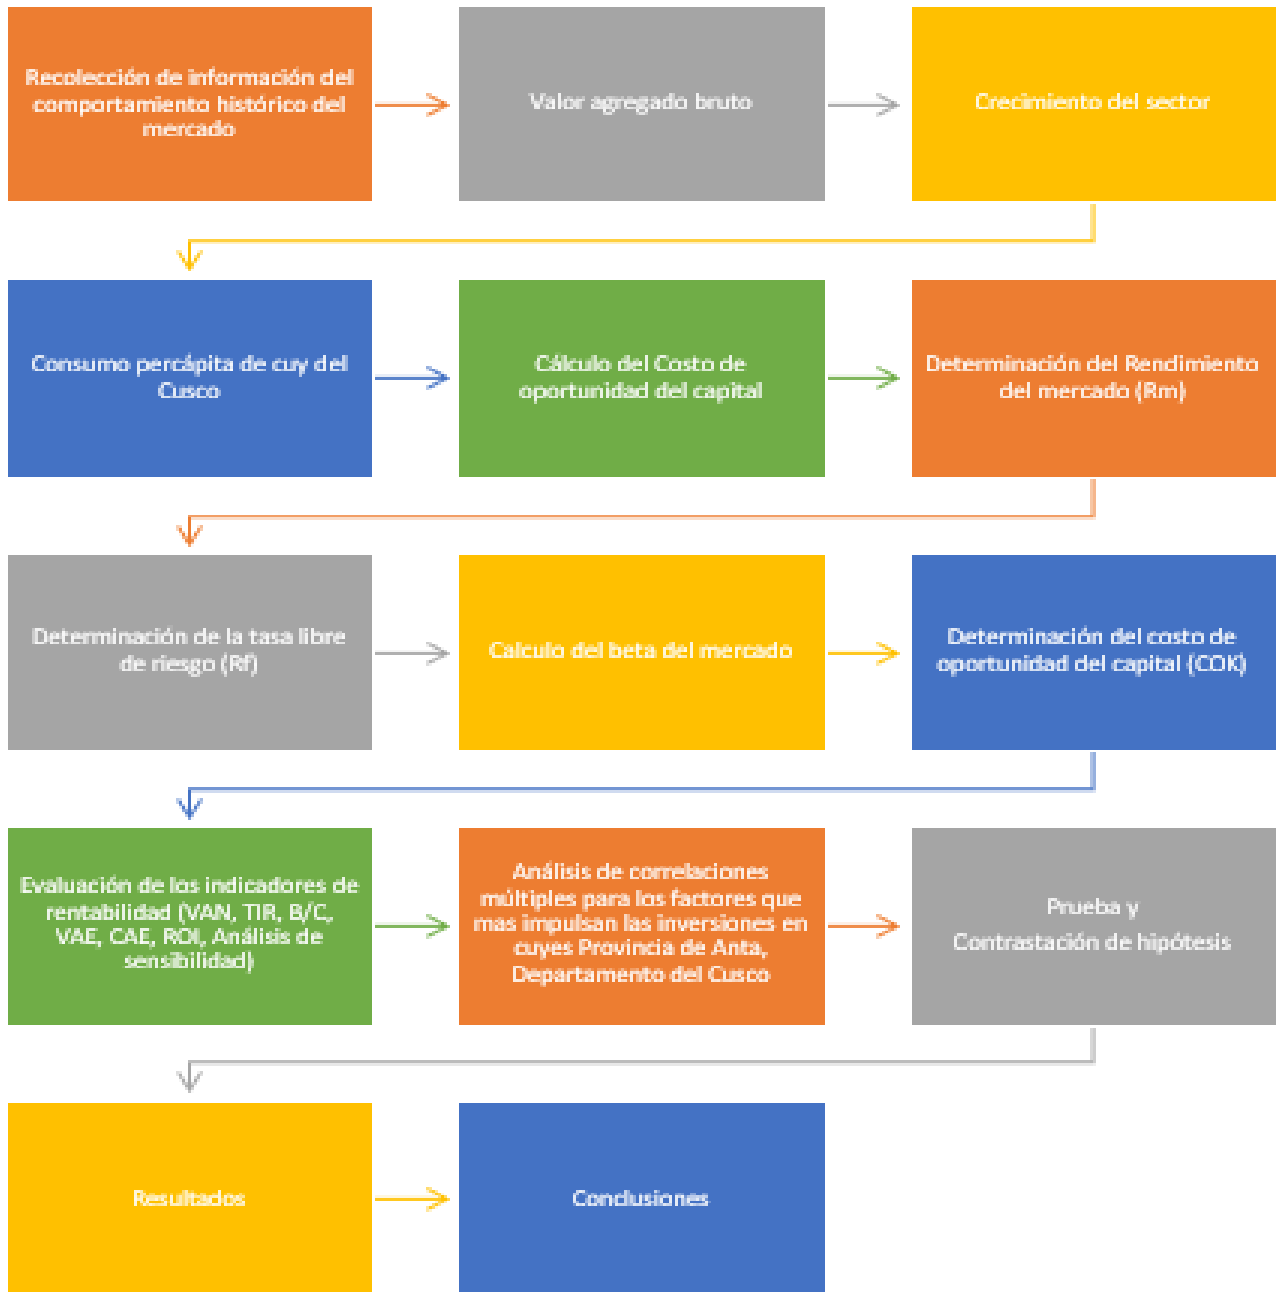 Recolección de información del
comportamiento histórico del
mercado
Valor agregado bruto
Crecimiento del sector
Consumo percápita de cuy del
Cusco
Cálculo del Costo de
oportunidad del capital
Determinación del Rendimiento
del mercado (Rm)
Determinación de la tasa libre
de riesgo (Rf)
Calculo del beta del mercado
Determinación del costo de
oportunidad del capital (COK)
Evaluación de los indicadores de
rentabilidad (VAN, TIR, B/C,
VAE, CAE, ROI, Análisis de
sensibilidad)
Análisis de correlaciones
múltiples para los factores que
mas impulsan las inversiones en
cuyes Provincia de Anta,
Departamento del Cusco
Prueba y
Contrastación de hipótesis
Resultados
Conclusiones